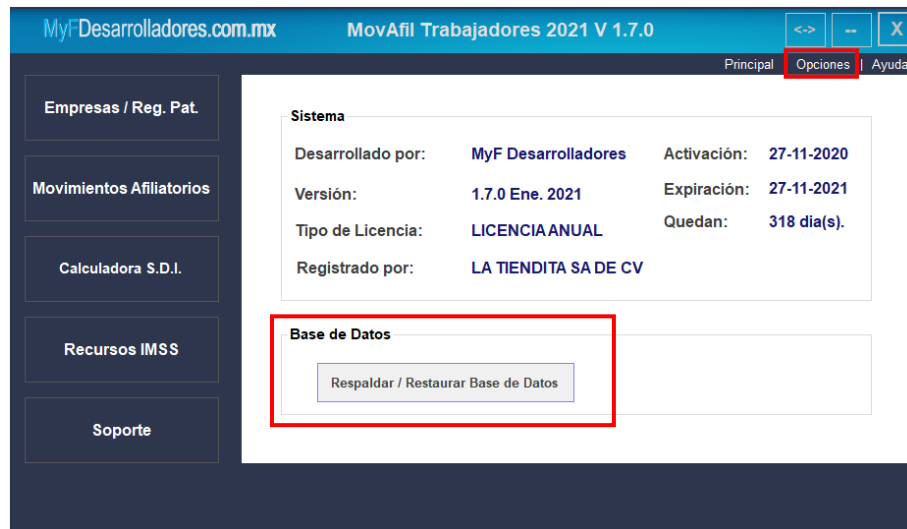 MyFDesarrolladores.com.mx MovAfil Trabajadores 2021 V 1.7.0 <-> -- X
Principal Opciones | Ayuda
Empresas / Reg. Pat.
Movimientos Afiliatorios
Calculadora S.D.I.
Recursos IMSS
Soporte
Sistema
Desarrollado por: MyF Desarrolladores Activación: 27-11-2020
Versión: 1.7.0 Ene. 2021 Expiración: 27-11-2021
Tipo de Licencia: LICENCIA ANUAL Quedan: 318 dia(s).
Registrado por: LA TIENDITA SA DE CV
Base de Datos
Respaldar / Restaurar Base de Datos